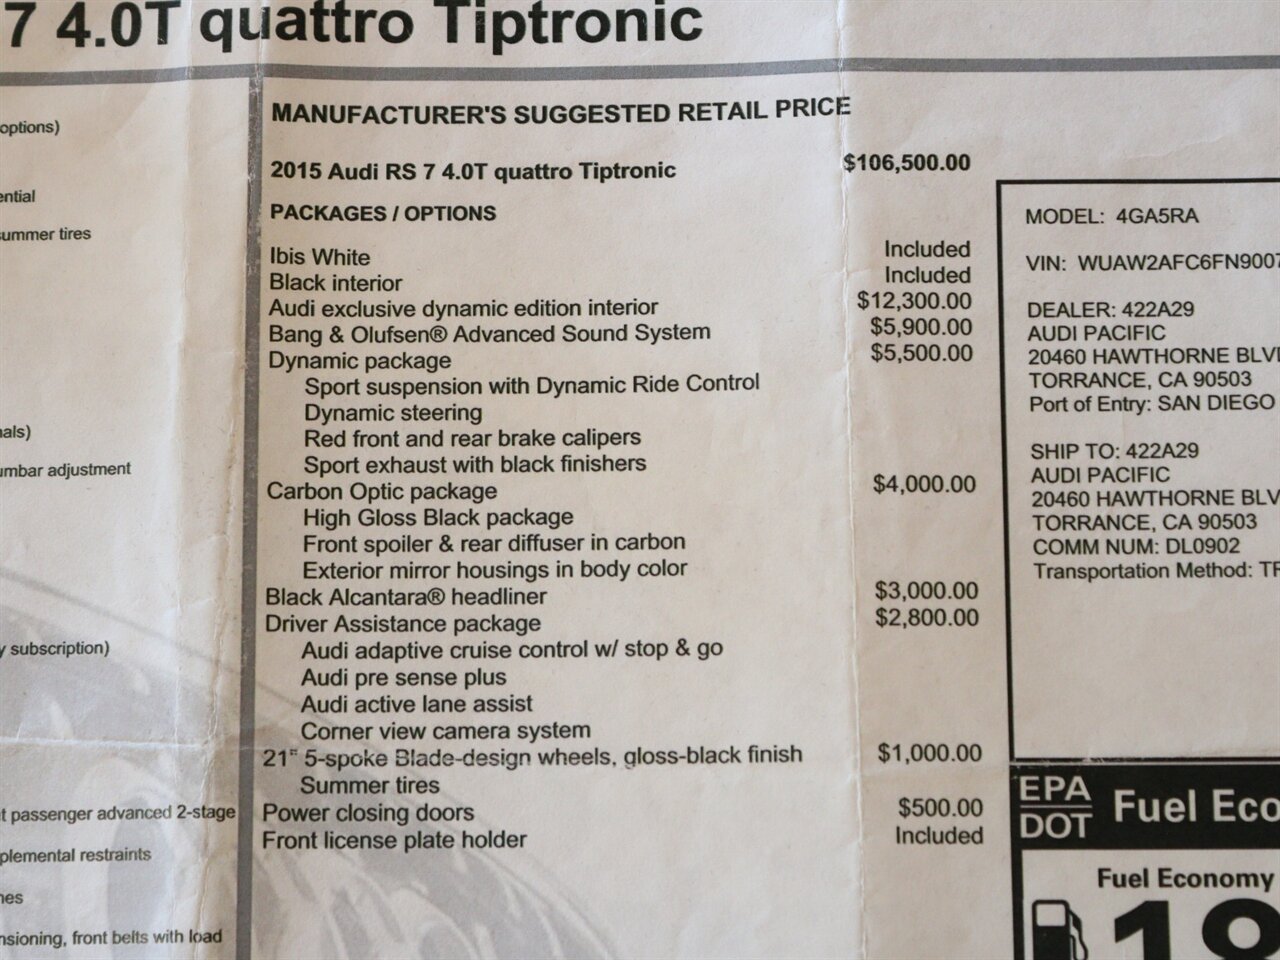 7 4.0T quattro Tiptronic
options)
ential
summer tires
nals)
umbar adjustment
y subscription)
t passenger advanced 2-stage
plemental restraints
nes
nsioning, front belts with load
MANUFACTURER'S SUGGESTED RETAIL PRICE
2015 Audi RS 7 4.0T quattro Tiptronic $106,500.00
PACKAGES / OPTIONS
Ibis White Included
Black interior Included
Audi exclusive dynamic edition interior $12,300.00
Bang & Olufsen® Advanced Sound System $5,900.00
Dynamic package $5,500.00
Sport suspension with Dynamic Ride Control
Dynamic steering
Red front and rear brake calipers
Sport exhaust with black finishers
Carbon Optic package $4,000.00
High Gloss Black package
Front spoiler & rear diffuser in carbon
Exterior mirror housings in body color
Black Alcantara® headliner $3,000.00
Driver Assistance package $2,800.00
Audi adaptive cruise control w/ stop & go
Audi pre sense plus
Audi active lane assist
Corner view camera system
21" 5-spoke Blade-design wheels, gloss-black finish $1,000.00
Summer tires
Power closing doors $500.00
Front license plate holder Included
MODEL: 4GA5RA
VIN: WUAW2AFC6FN9007
DEALER: 422A29
AUDI PACIFIC
20460 HAWTHORNE BLVD
TORRANCE, CA 90503
Port of Entry: SAN DIEGO
SHIP TO: 422A29
AUDI PACIFIC
20460 HAWTHORNE BLV
TORRANCE, CA 90503
COMM NUM: DL0902
Transportation Method: TR
EPA
DOT
Fuel Eco
Fuel Economy
18